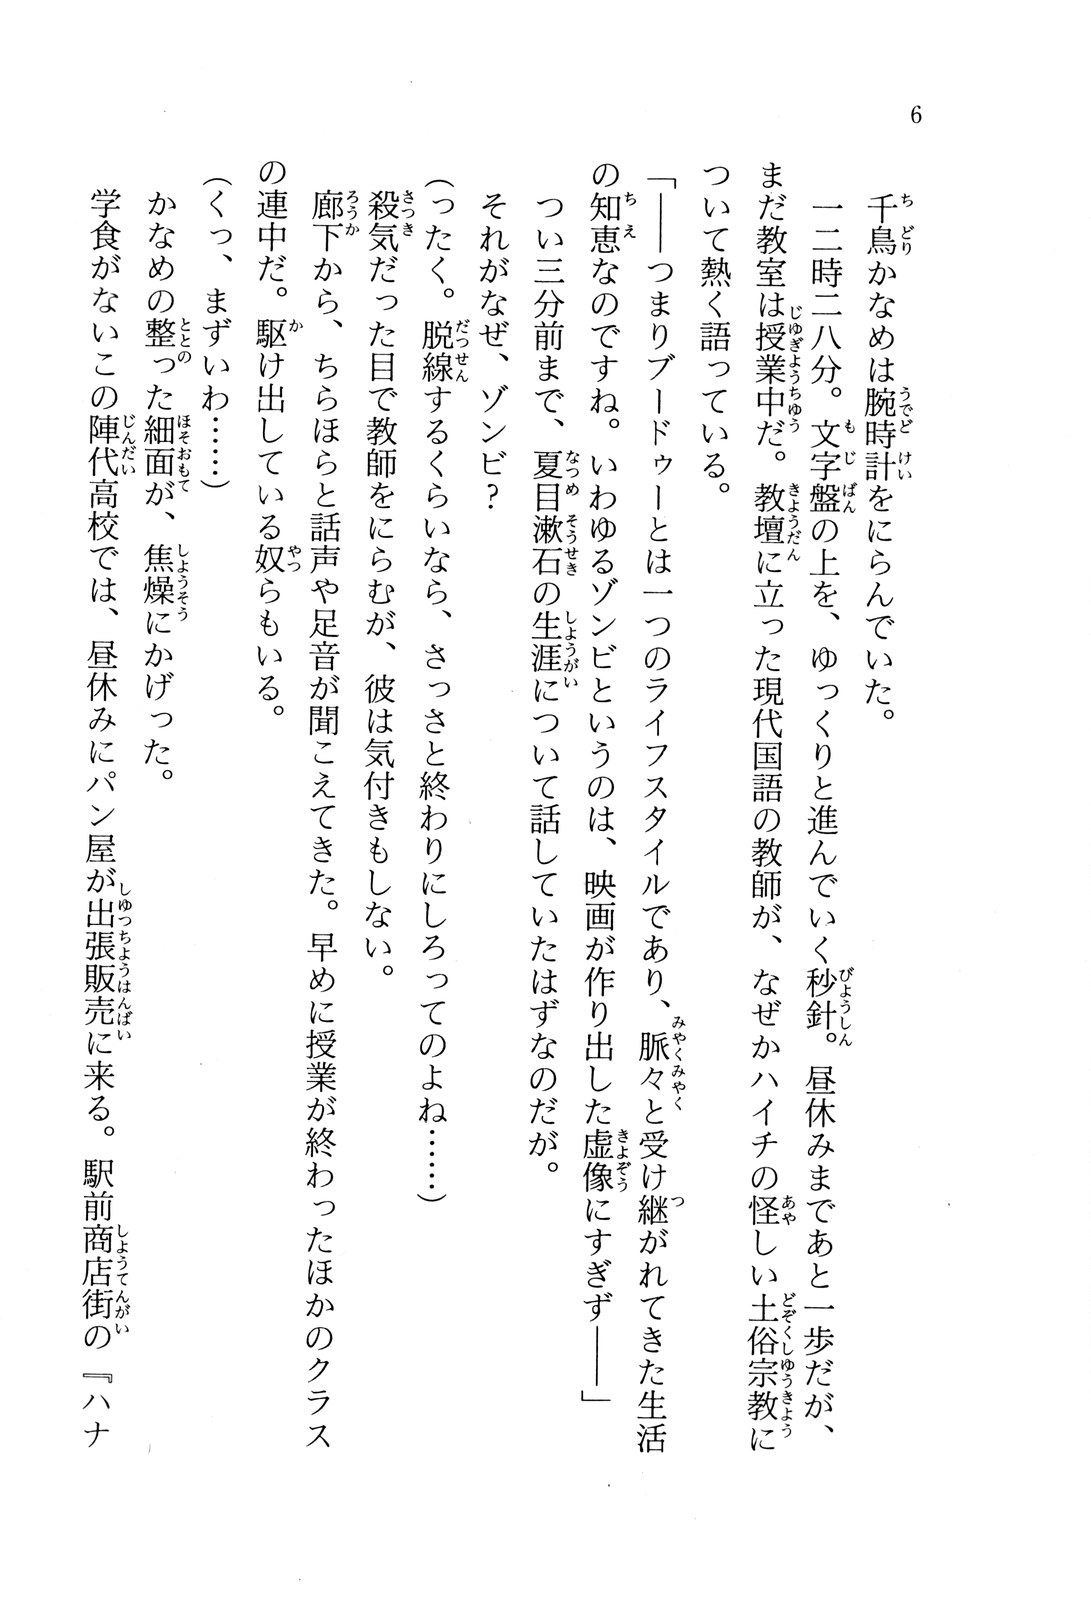 6
千鳥かなめは腕時計をにらんでいた。
一二時二八分。文字盤の上を、ゆっくりと進んでいく秒針。昼休みまであと一歩だが、
まだ教室は授業中だ。教壇に立った現代国語の教師が、なぜかハイチの怪しい土俗宗教に
ついて熱く語っている。
「――つまりブードゥーとは一つのライフスタイルであり、脈々と受け継がれてきた生活
の知恵なのですね。いわゆるゾンビというのは、映画が作り出した虚像にすぎず――」
つい三分前まで、夏目漱石の生涯について話していたはずなのだが。
それがなぜ、ゾンビ？
（ったく。脱線するくらいなら、さっさと終わりにしろってのよね……）
殺気だった目で教師をにらむが、彼は気付きもしない。
廊下から、ちらほらと話声や足音が聞こえてきた。早めに授業が終わったほかのクラス
の連中だ。駆け出している奴らもいる。
（くっ、まずいわ……）
かなめの整った細面が、焦燥にかげった。
学食がないこの陣代高校では、昼休みにパン屋が出張販売に来る。駅前商店街の『ハナ